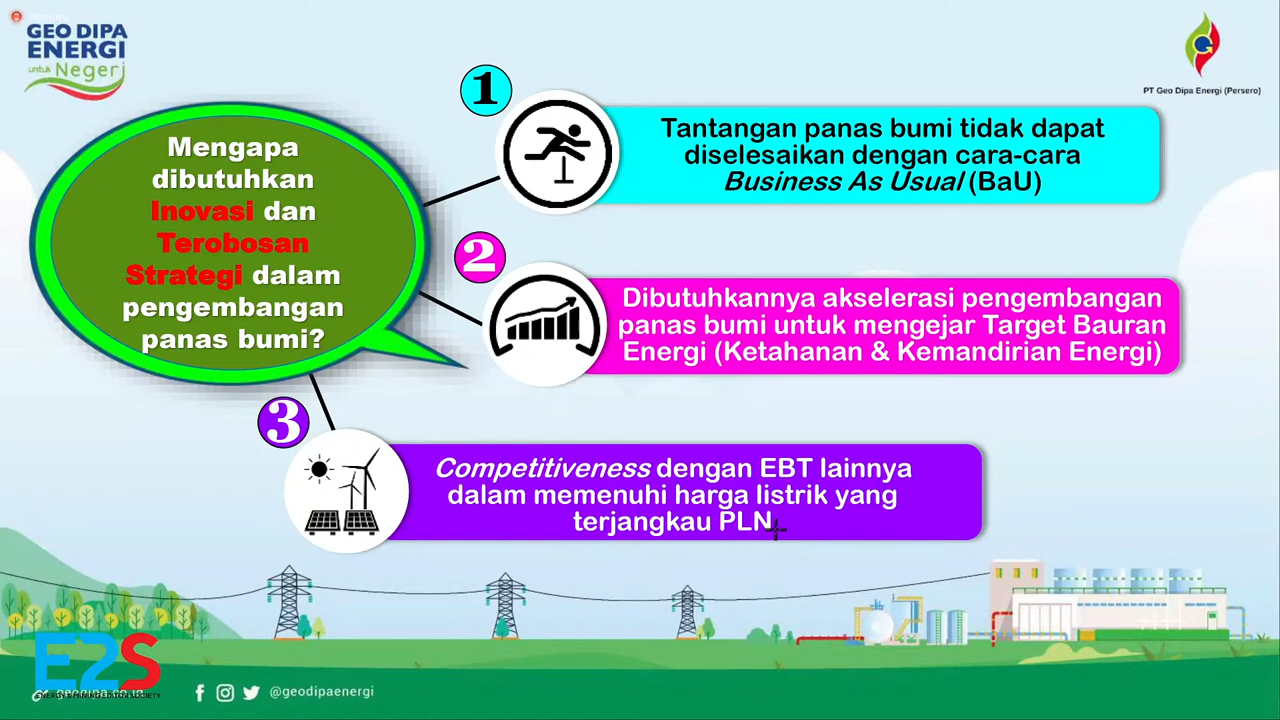 GEO DIPA
ENERGI
untuk Negeri
PT Geo Dipa Energi (Persero)
Mengapa
dibutuhkan
Inovasi dan
Terobosan
Strategi dalam
pengembangan
panas bumi?
1
Tantangan panas bumi tidak dapat
diselesaikan dengan cara-cara
Business As Usual (BaU)
2
Dibutuhkannya akselerasi pengembangan
panas bumi untuk mengejar Target Bauran
Energi (Ketahanan & Kemandirian Energi)
3
Competitiveness dengan EBT lainnya
dalam memenuhi harga listrik yang
terjangkau PLN
E2S
geodipa.co.id
@geodipaenergi